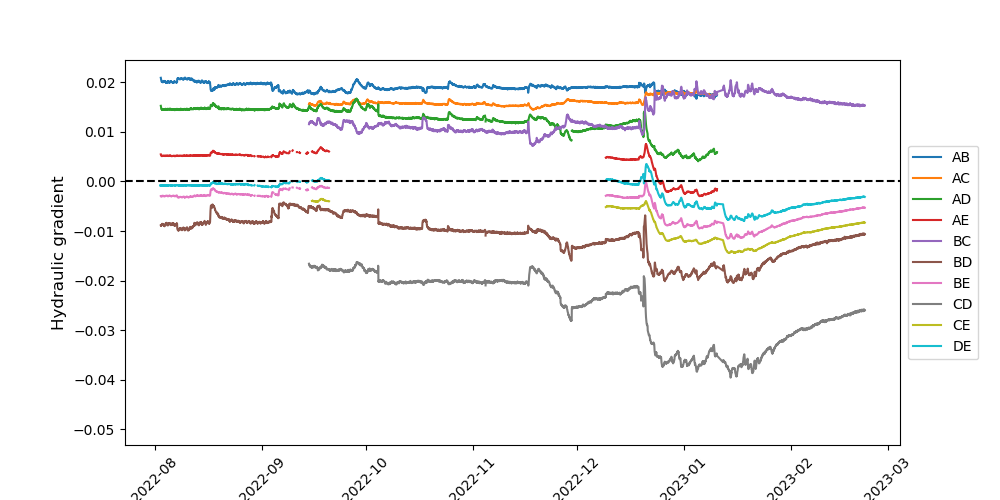 0.02
0.01
0.00
−0.01
−0.02
−0.03
−0.04
−0.05
Hydraulic gradient
2022-08
2022-09
2022-10
2022-11
2022-12
2023-01
2023-02
2023-03
AB
AC
AD
AE
BC
BD
BE
CD
CE
DE